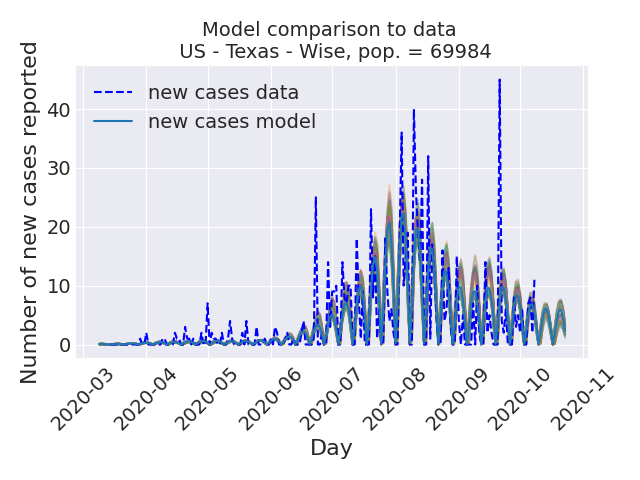 Model comparison to data
US - Texas - Wise, pop. = 69984
new cases data
new cases model
Number of new cases reported
40
30
20
10
0
2020-03
2020-04
2020-05
2020-06
2020-07
2020-08
2020-09
2020-10
2020-11
Day